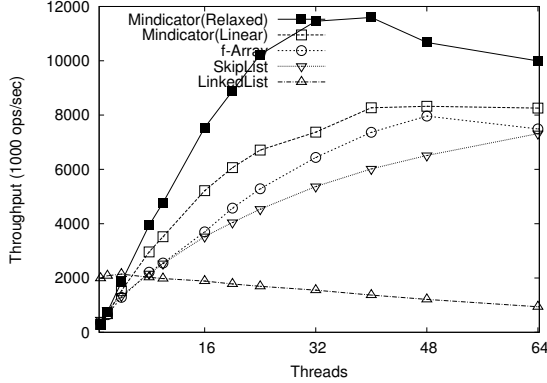 12000
10000
8000
6000
4000
2000
0
Throughput (1000 ops/sec)
Mindicator(Relaxed)
Mindicator(Linear)
f-Array
SkipList
LinkedList
16 32 48 64
Threads